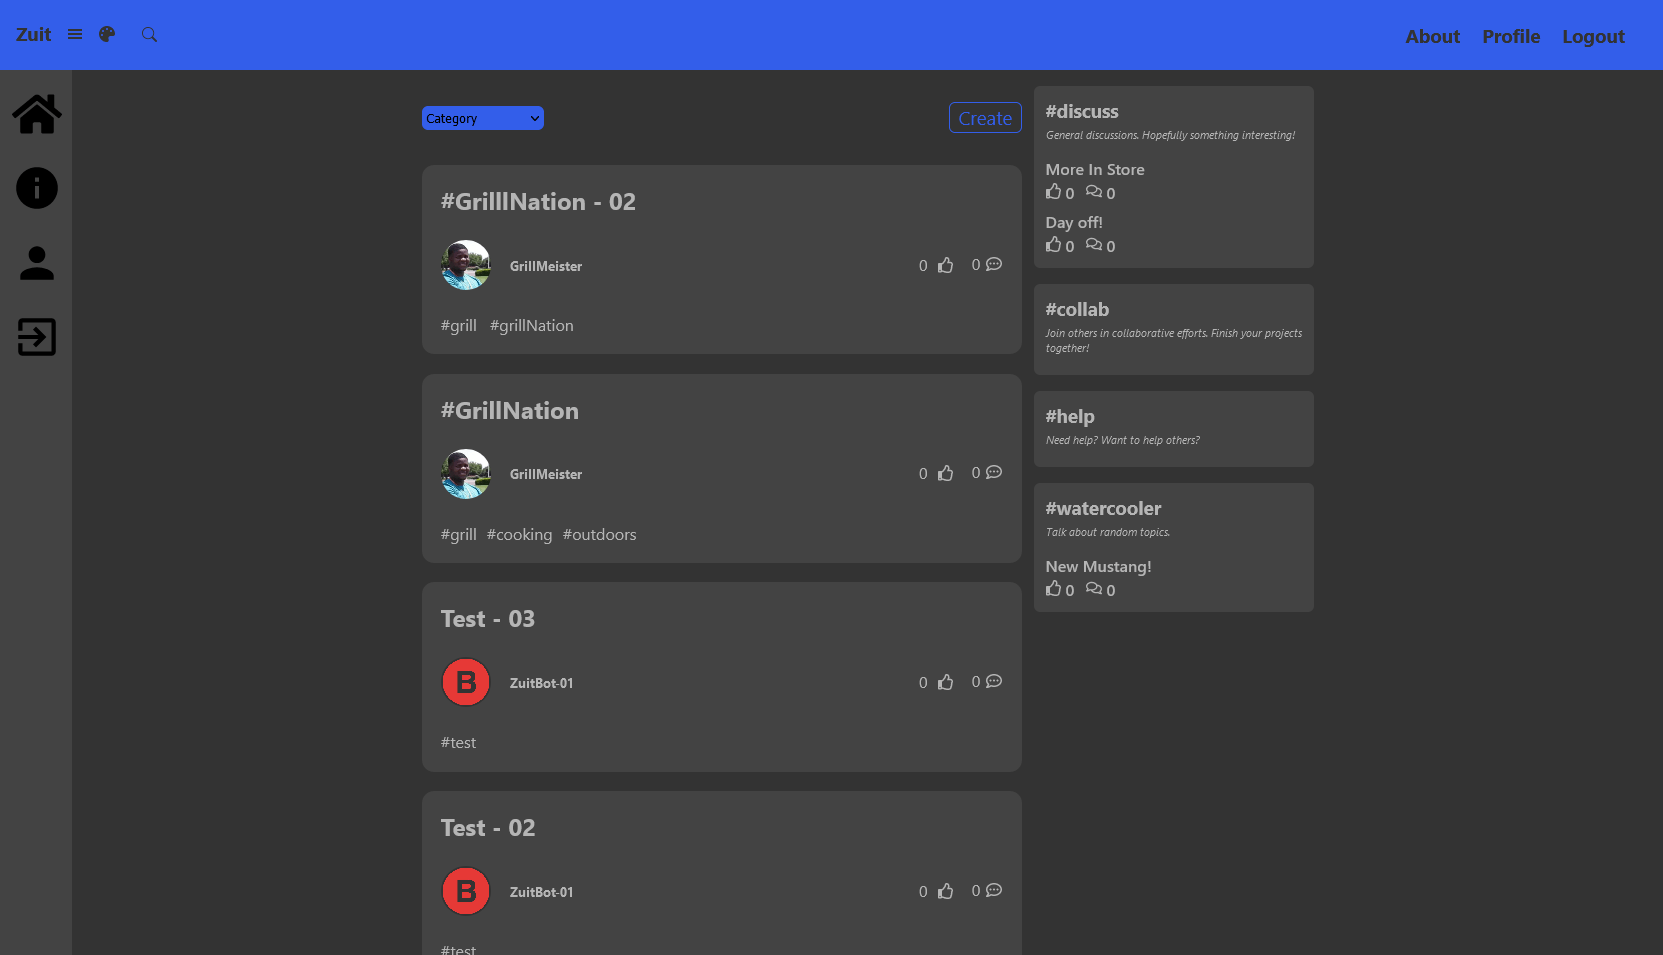 Zuit
About Profile Logout
Category
Create
#GrilllNation - 02
GrillMeister
0 0
#grill #grillNation
#GrillNation
GrillMeister
0 0
#grill #cooking #outdoors
Test - 03
B
ZuitBot-01
0 0
#test
Test - 02
B
ZuitBot-01
0 0
#test
#discuss
General discussions. Hopefully something interesting!
More In Store
0 0
Day off!
0 0
#collab
Join others in collaborative efforts. Finish your projects
together!
#help
Need help? Want to help others?
#watercooler
Talk about random topics.
New Mustang!
0 0